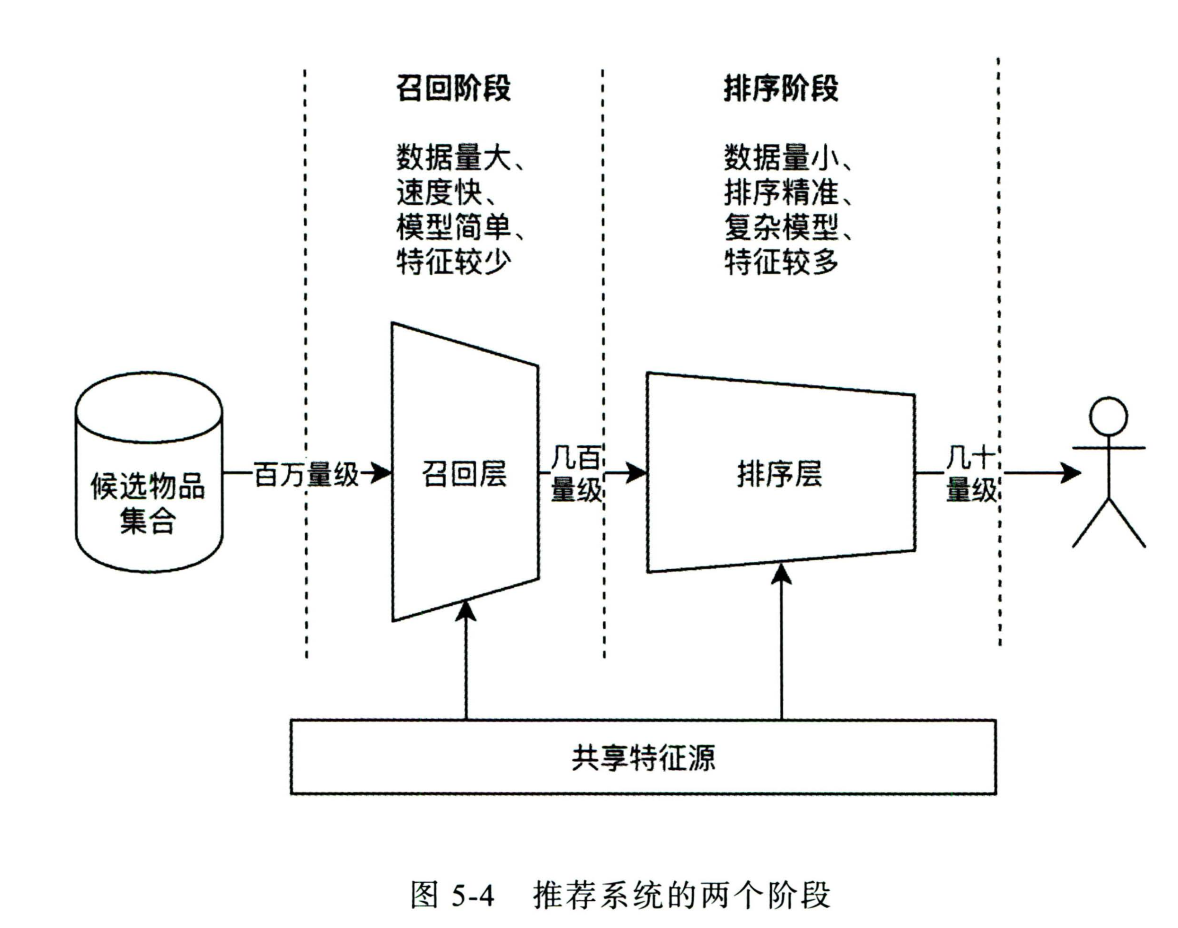 召回阶段
数据量大、
速度快、
模型简单、
特征较少
排序阶段
数据量小、
排序精准、
复杂模型、
特征较多
候选物品
集合
百万量级
召回层
几百
量级
排序层
几十
量级
共享特征源
图 5-4 推荐系统的两个阶段